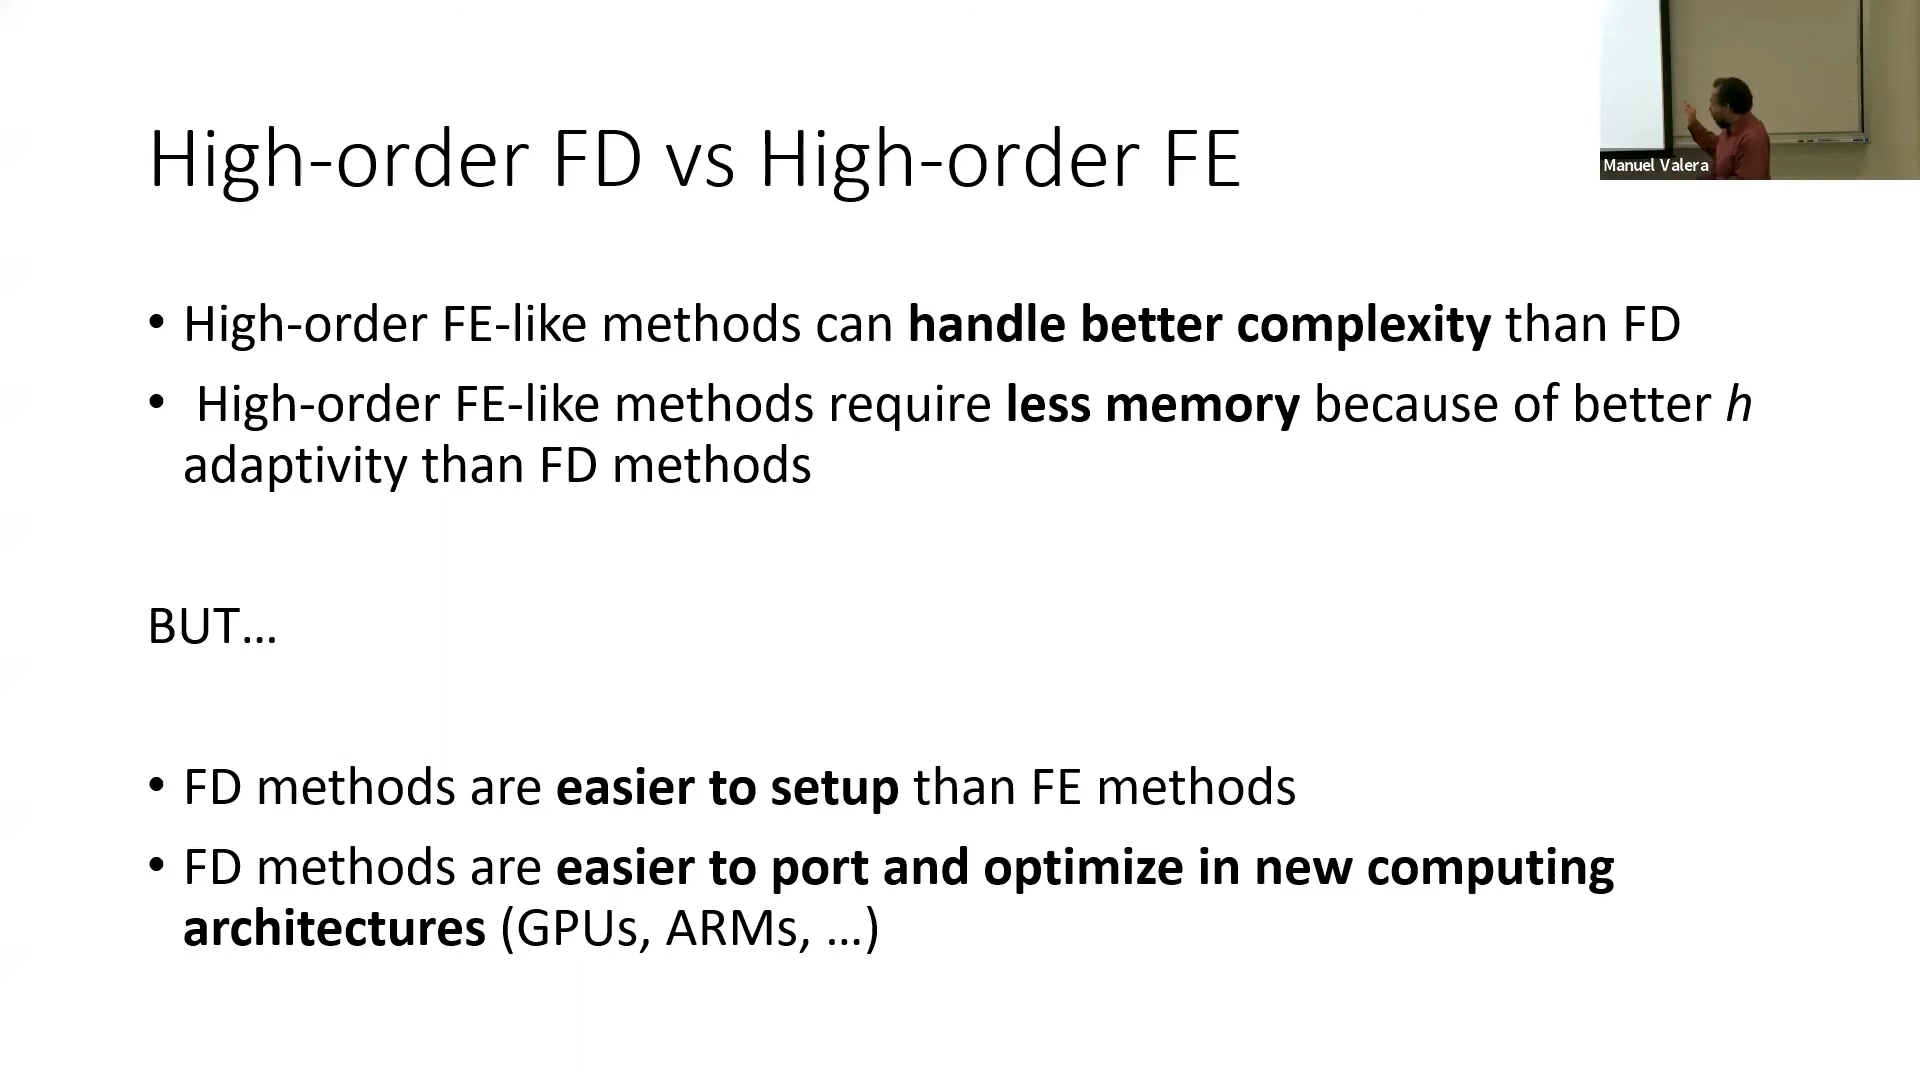 High-order FD vs High-order FE
Manuel Valera
• High-order FE-like methods can handle better complexity than FD
• High-order FE-like methods require less memory because of better h
adaptivity than FD methods
BUT…
• FD methods are easier to setup than FE methods
• FD methods are easier to port and optimize in new computing
architectures (GPUs, ARMs, …)